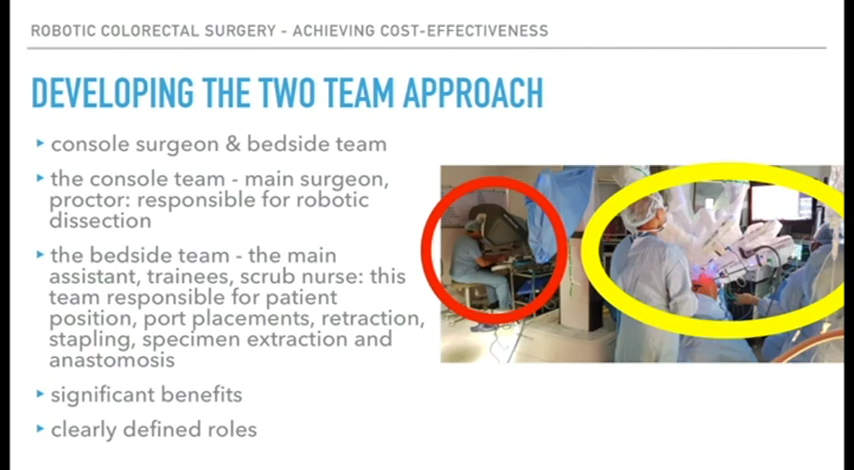 ROBOTIC COLORECTAL SURGERY - ACHIEVING COST-EFFECTIVENESS
DEVELOPING THE TWO TEAM APPROACH
console surgeon & bedside team
the console team - main surgeon,
proctor: responsible for robotic
dissection
the bedside team - the main
assistant, trainees, scrub nurse: this
team responsible for patient
position, port placements, retraction,
stapling, specimen extraction and
anastomosis
significant benefits
clearly defined roles